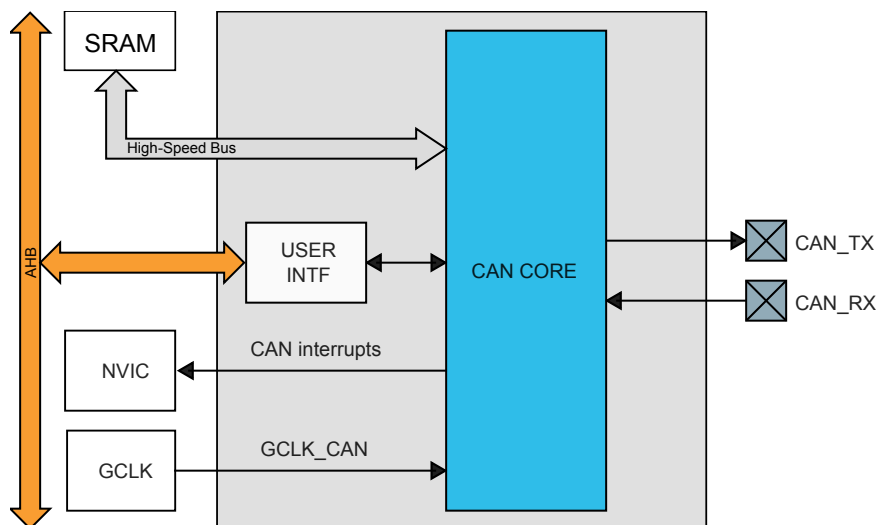 SRAM
High-Speed Bus
AHB
USER
INTF
CAN CORE
CAN_TX
CAN_RX
CAN interrupts
NVIC
GCLK_CAN
GCLK